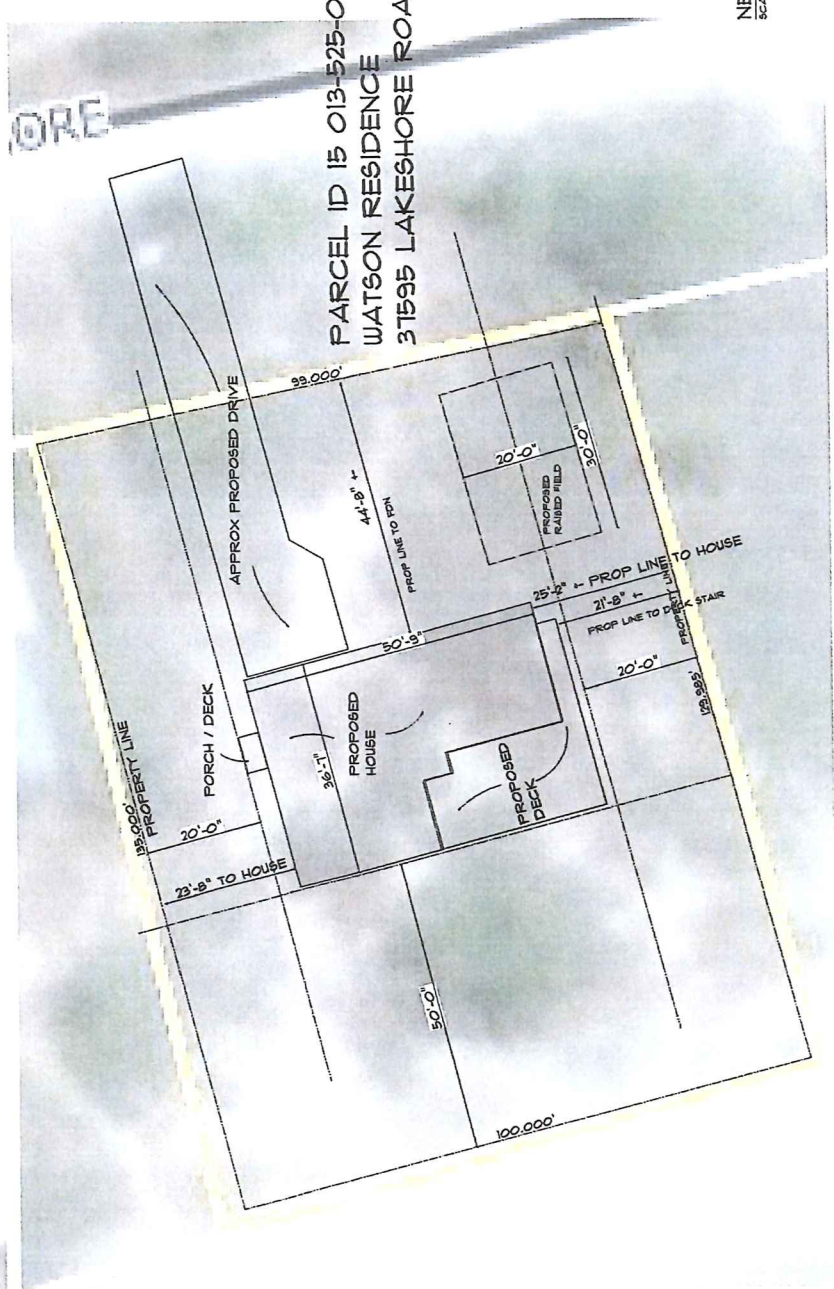 ORE
NE
PARCEL ID 15 013-525-0
WATSON RESIDENCE
37595 LAKESHORE ROA
APPROX PROPOSED DRIVE
99.000'
44'-8" ±
PROP LINE TO FDN
20'-0"
30'-0"
PROPOSED
RAISED FIELD
135.000'
PROPERTY LINE
PORCH / DECK
20'-0"
23'-8" TO HOUSE
50'-9"
36'-7"
PROPOSED
HOUSE
PROPOSED
DECK
25'-2" ± PROP LINE TO HOUSE
21'-8" ±
PROP LINE TO DECK STAIR
PROPERTY LINE
20'-0"
129.985'
50'-0"
100.000'